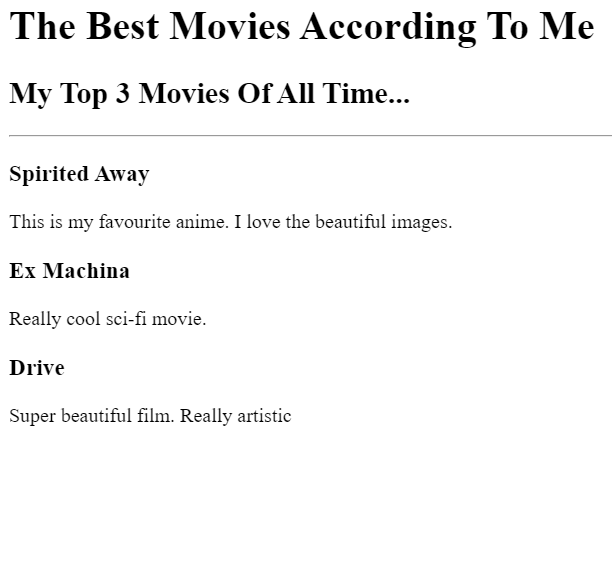 The Best Movies According To Me
My Top 3 Movies Of All Time...
Spirited Away
This is my favourite anime. I love the beautiful images.
Ex Machina
Really cool sci-fi movie.
Drive
Super beautiful film. Really artistic